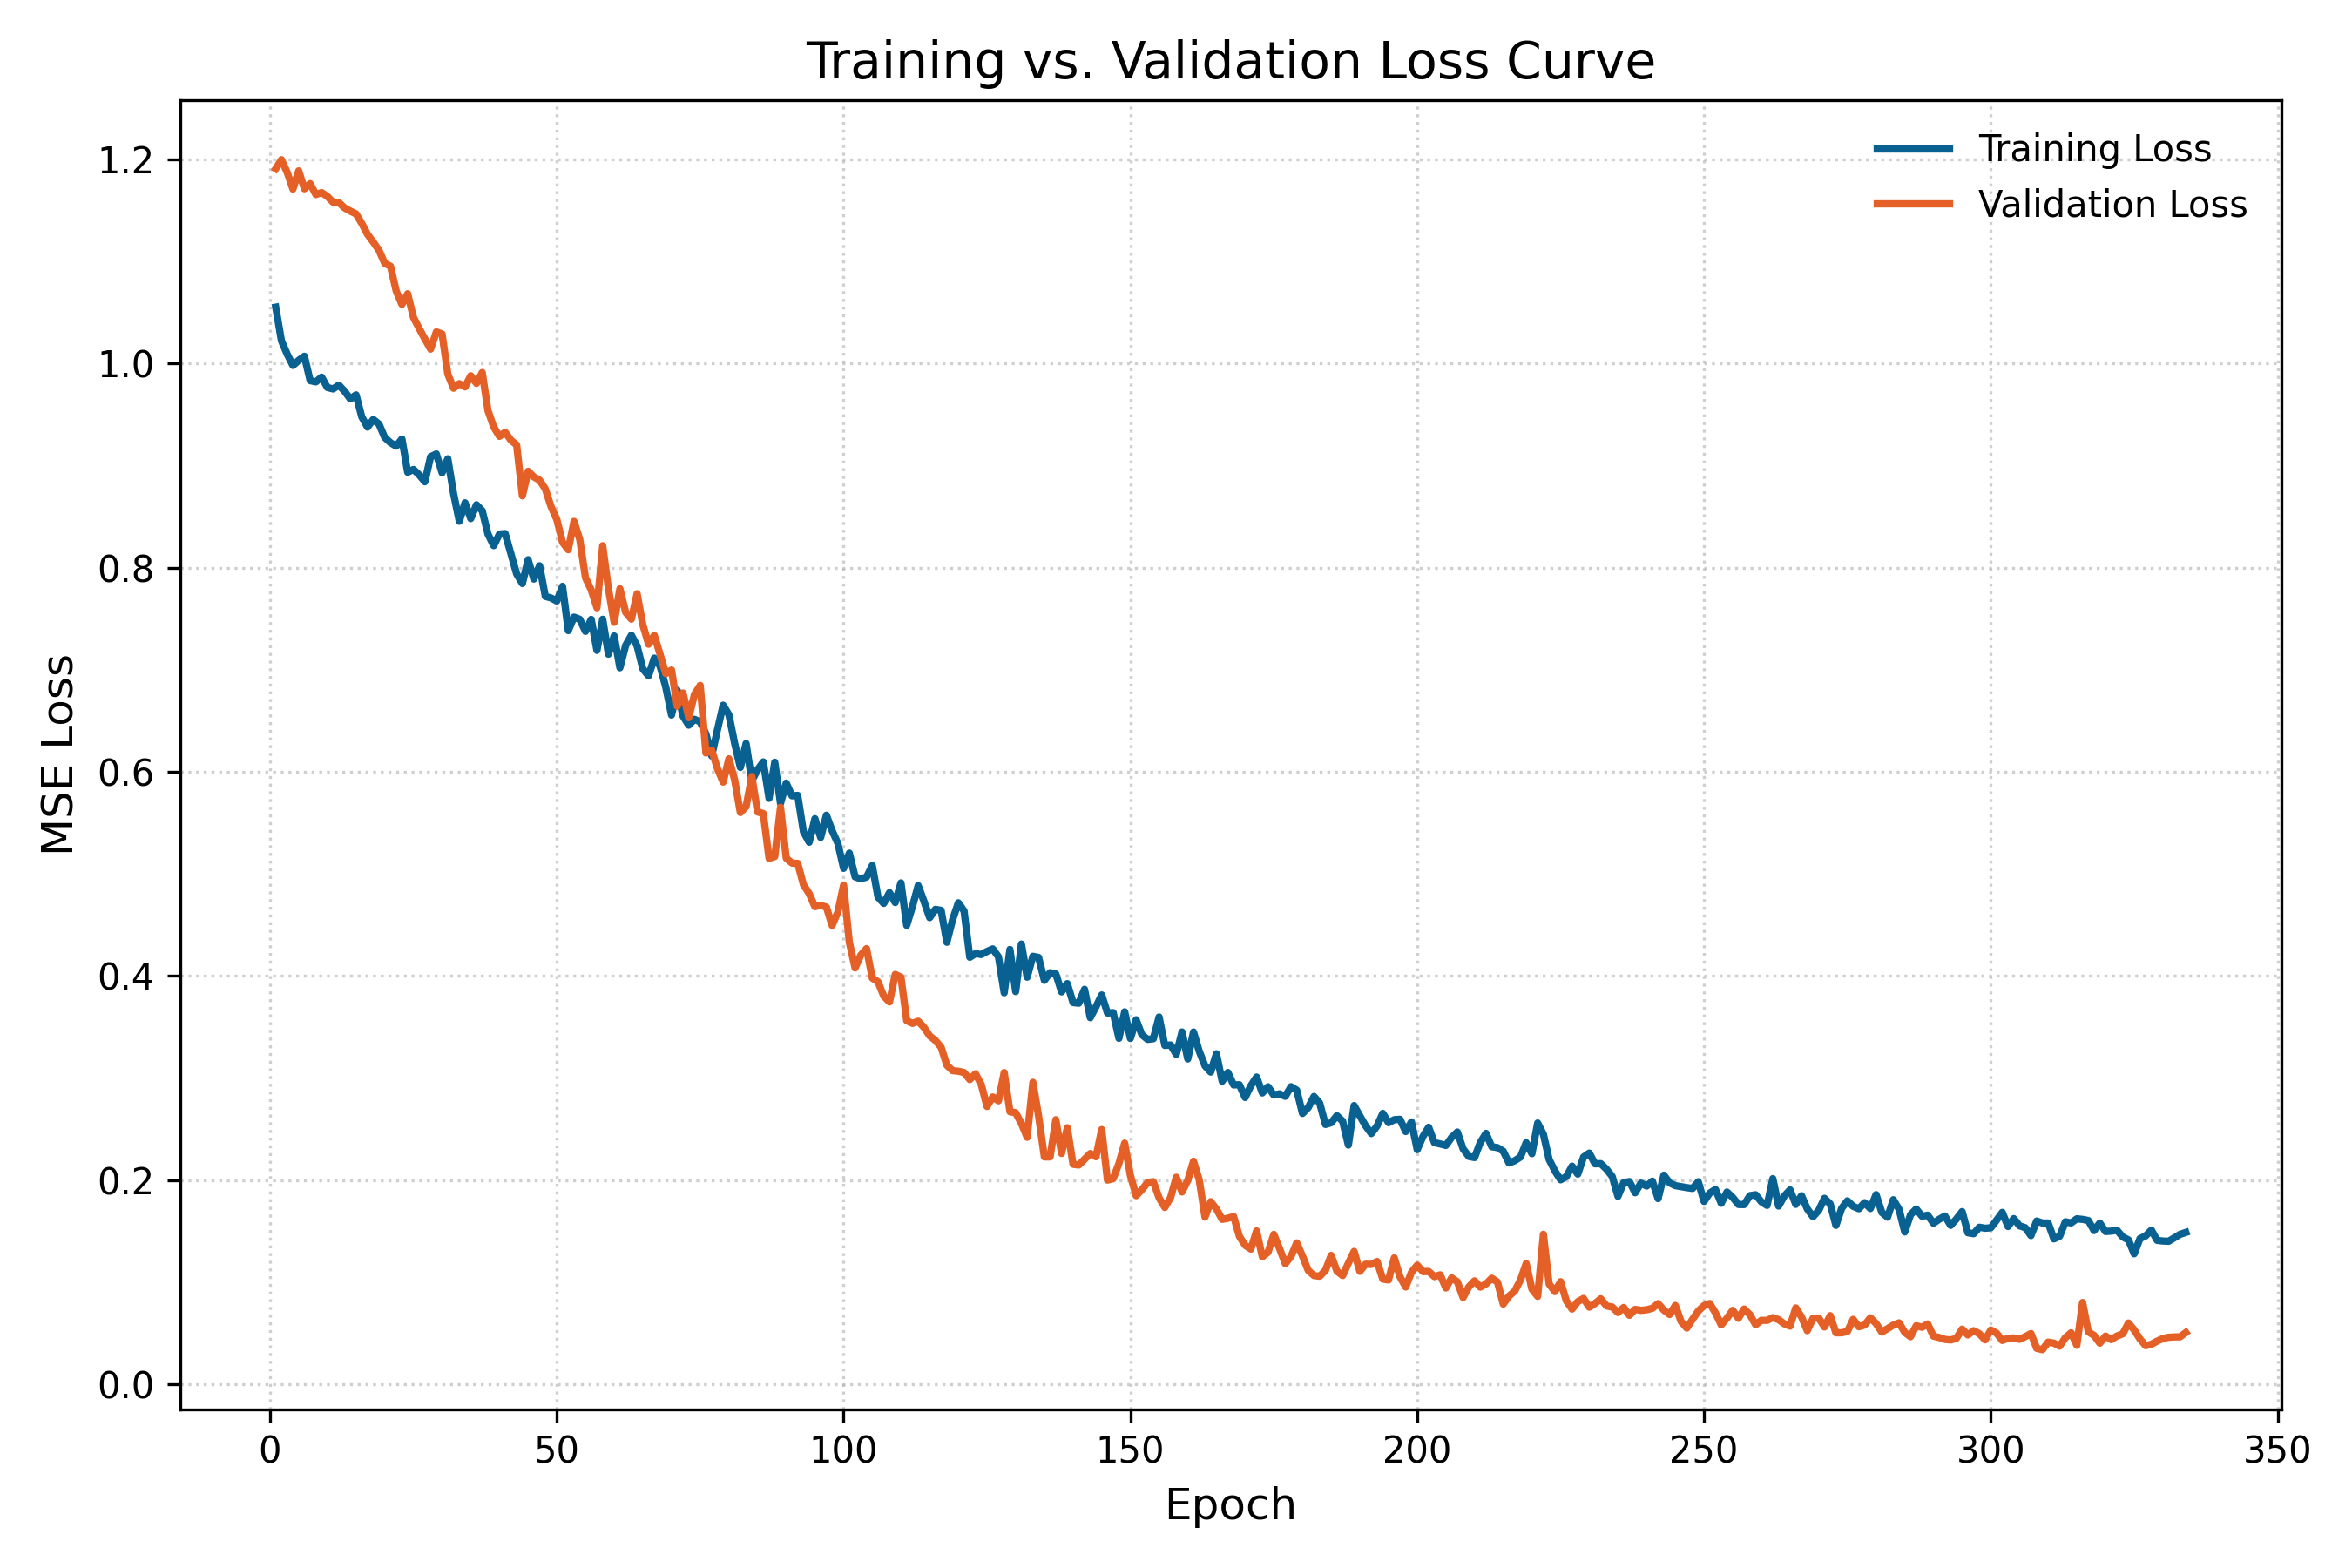 Training vs. Validation Loss Curve
Training Loss
Validation Loss
MSE Loss
1.2
1.0
0.8
0.6
0.4
0.2
0.0
0 50 100 150 200 250 300 350
Epoch